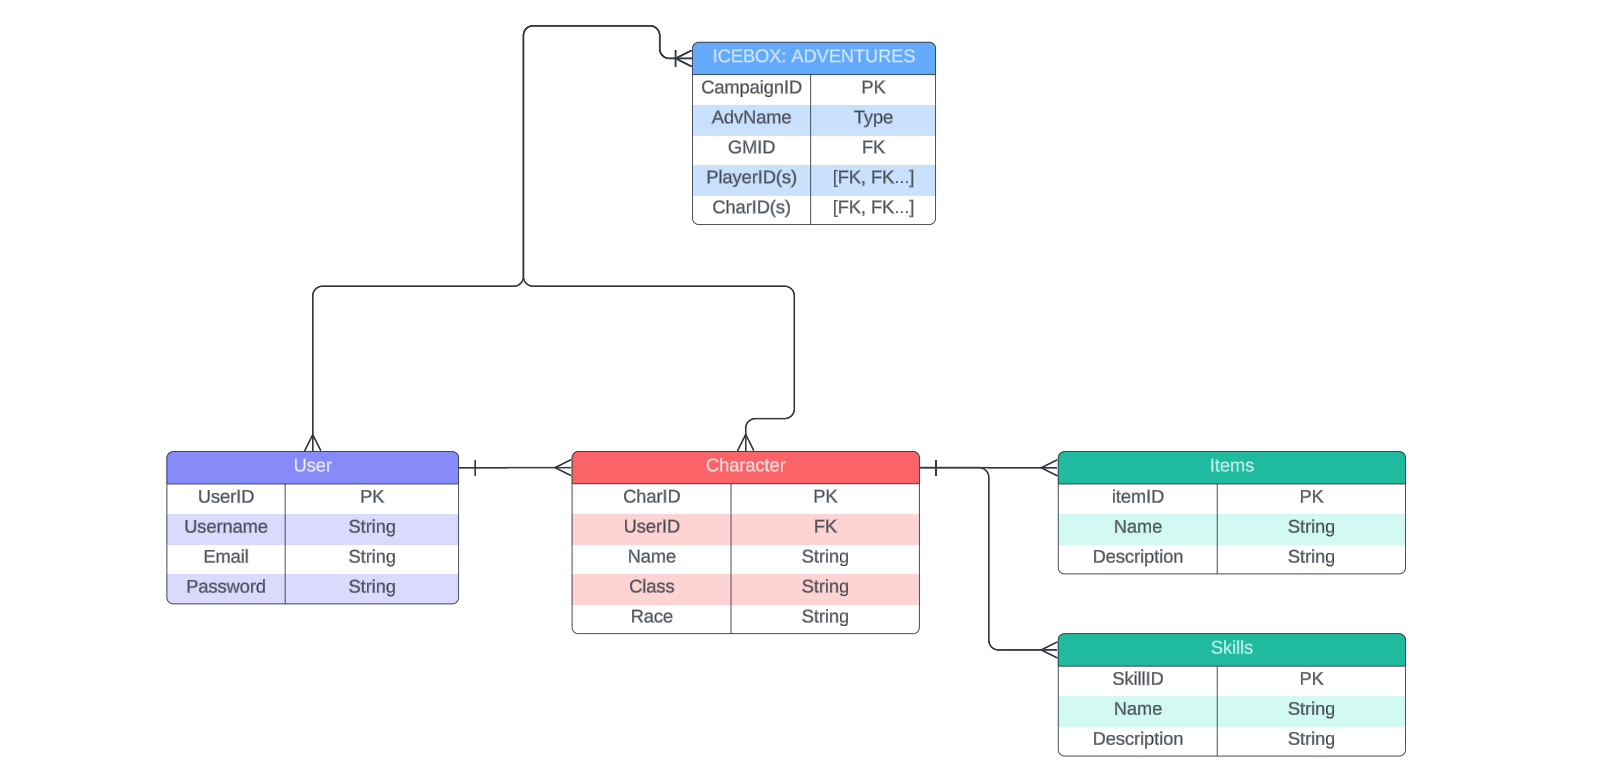 ICEBOX: ADVENTURES
CampaignID PK
AdvName Type
GMID FK
PlayerID(s) [FK, FK...]
CharID(s) [FK, FK...]
User
UserID PK
Username String
Email String
Password String
Character
CharID PK
UserID FK
Name String
Class String
Race String
Items
itemID PK
Name String
Description String
Skills
SkillID PK
Name String
Description String